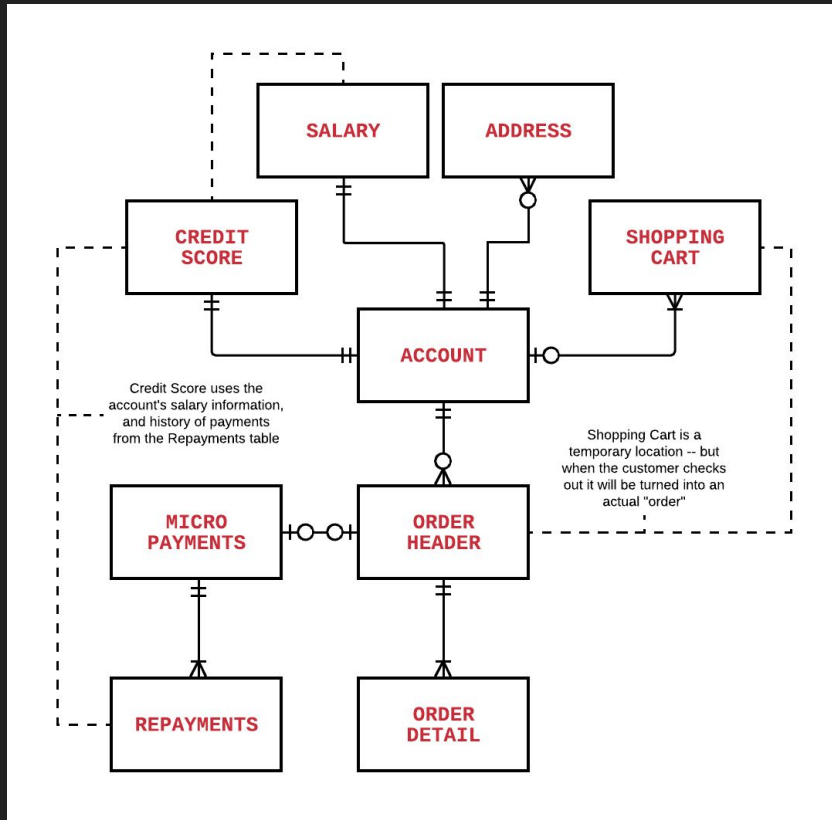 SALARY
ADDRESS
CREDIT
SCORE
SHOPPING
CART
ACCOUNT
Credit Score uses the
account's salary information,
and history of payments
from the Repayments table
Shopping Cart is a
temporary location -- but
when the customer checks
out it will be turned into an
actual "order"
MICRO
PAYMENTS
ORDER
HEADER
REPAYMENTS
ORDER
DETAIL